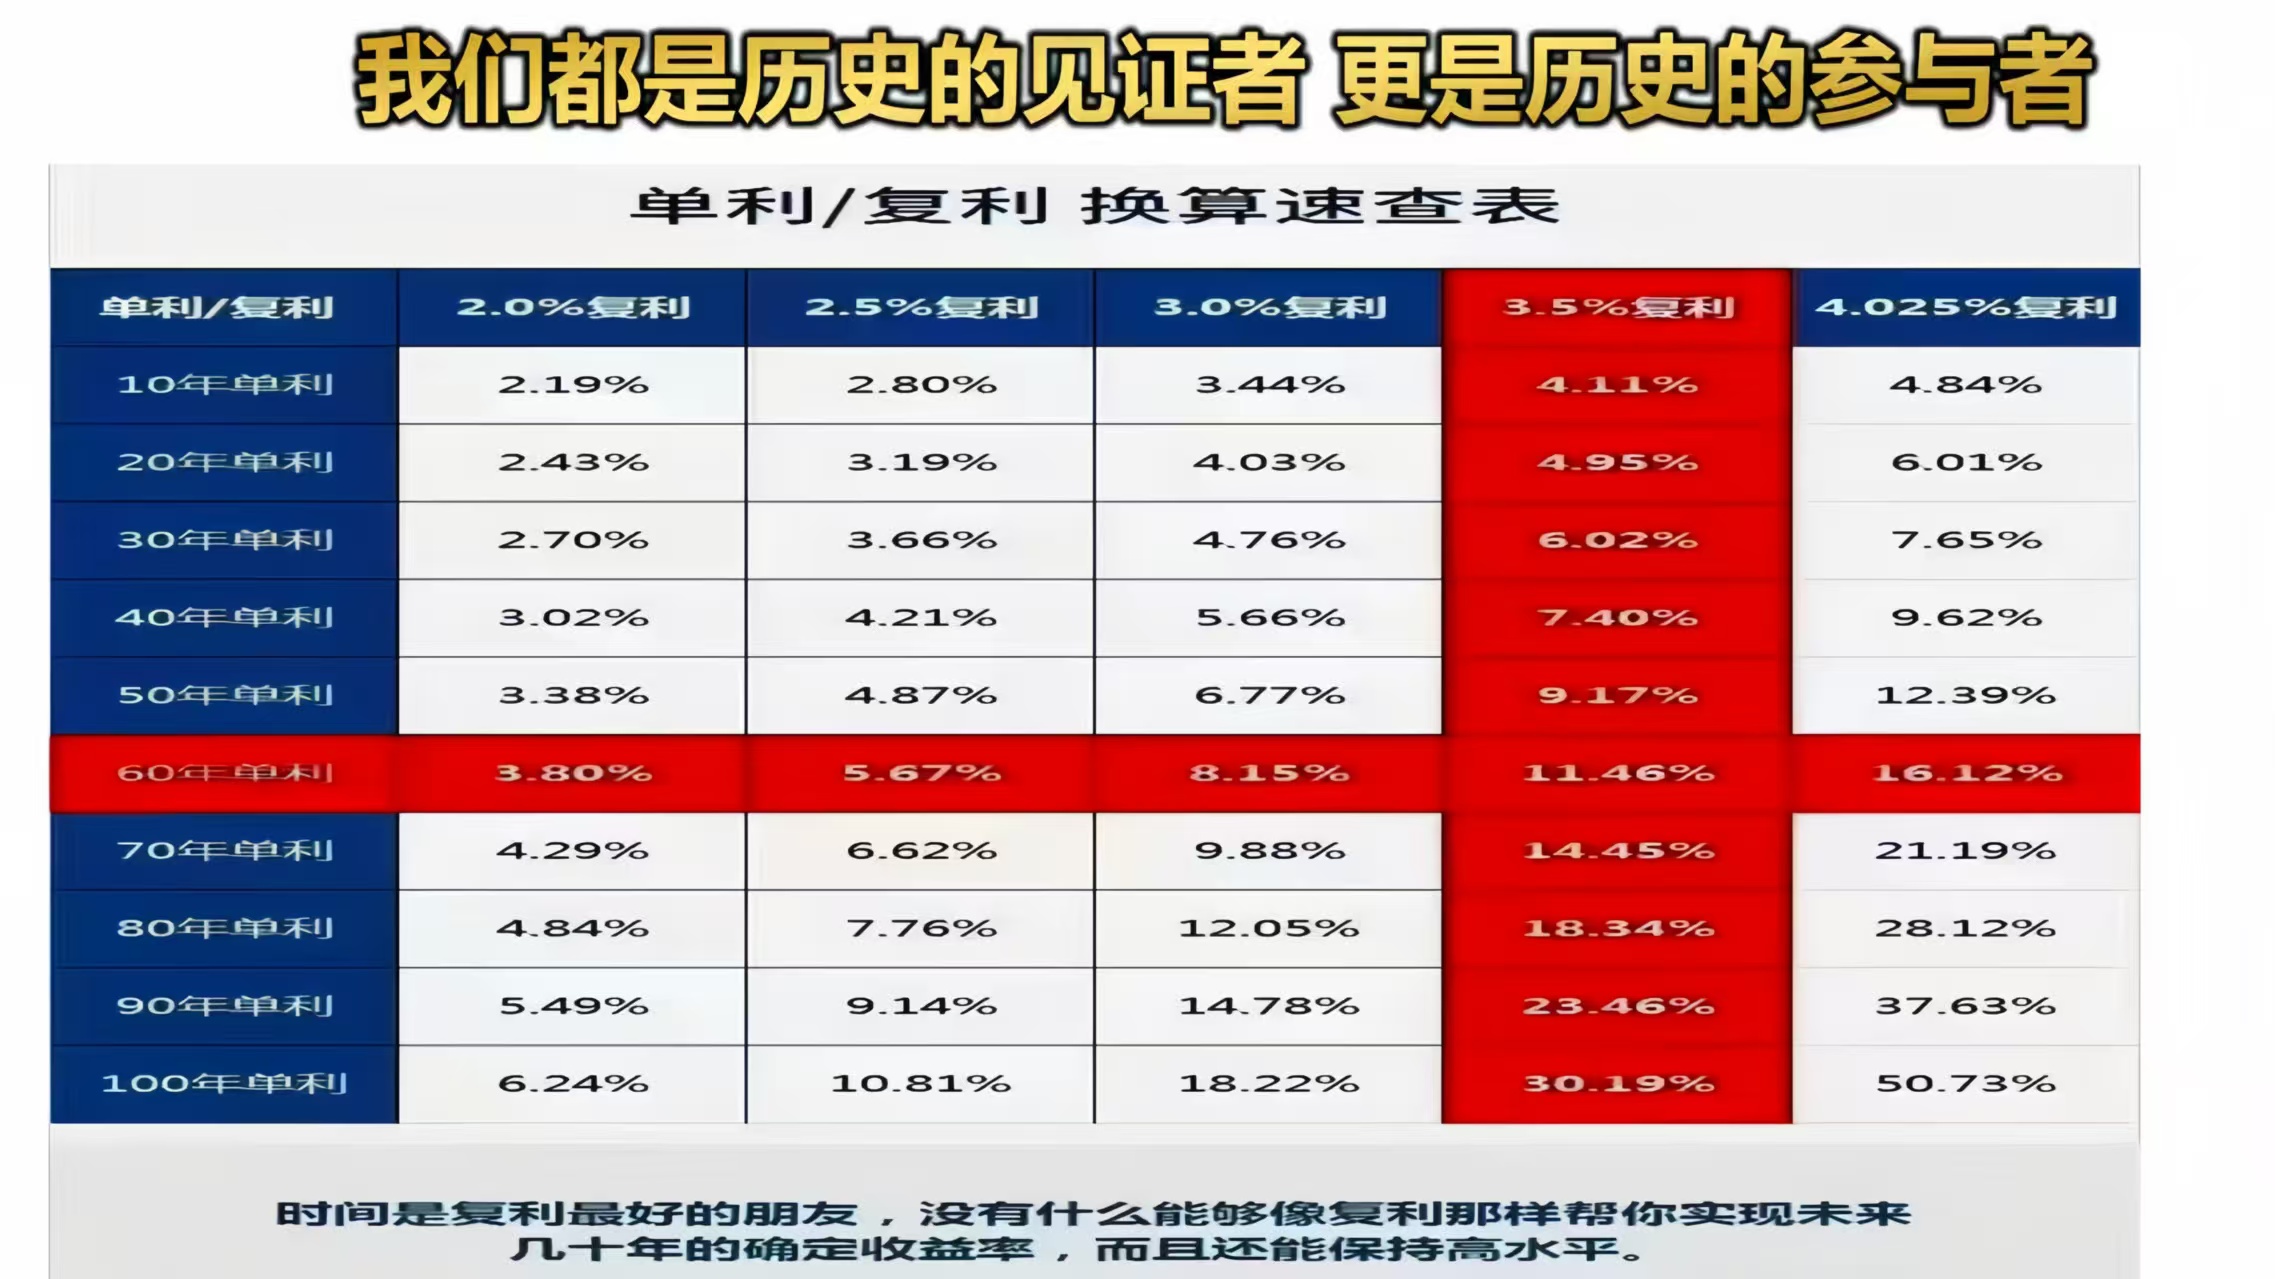 我们都是历史的见证者 更是历史的参与者
单利/复利 换算速查表
单利/复利 2.0%复利 2.5%复利 3.0%复利 3.5%复利 4.025%复利
10年单利 2.19% 2.80% 3.44% 4.11% 4.84%
20年单利 2.43% 3.19% 4.03% 4.95% 6.01%
30年单利 2.70% 3.66% 4.76% 6.02% 7.65%
40年单利 3.02% 4.21% 5.66% 7.40% 9.62%
50年单利 3.38% 4.87% 6.77% 9.17% 12.39%
60年单利 3.80% 5.67% 8.15% 11.46% 16.12%
70年单利 4.29% 6.62% 9.88% 14.45% 21.19%
80年单利 4.84% 7.76% 12.05% 18.34% 28.12%
90年单利 5.49% 9.14% 14.78% 23.46% 37.63%
100年单利 6.24% 10.81% 18.22% 30.19% 50.73%
时间是复利最好的朋友，没有什么能够像复利那样帮你实现未来
几十年的确定收益率，而且还能保持高水平。